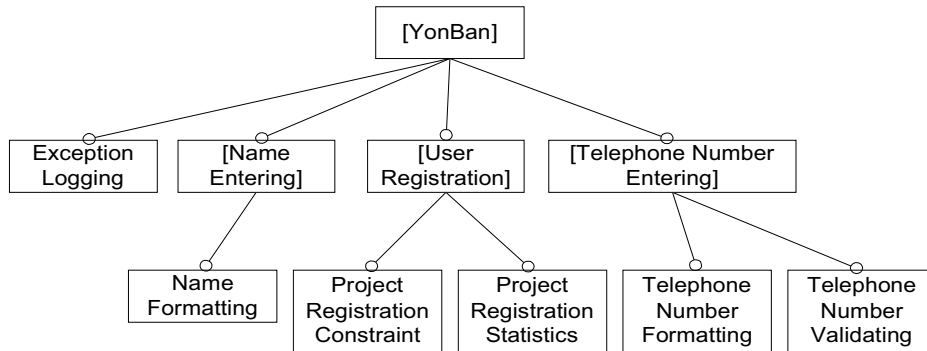 [YonBan]
Exception
Logging
[Name
Entering]
[User
Registration]
[Telephone Number
Entering]
Name
Formatting
Project
Registration
Constraint
Project
Registration
Statistics
Telephone
Number
Formatting
Telephone
Number
Validating